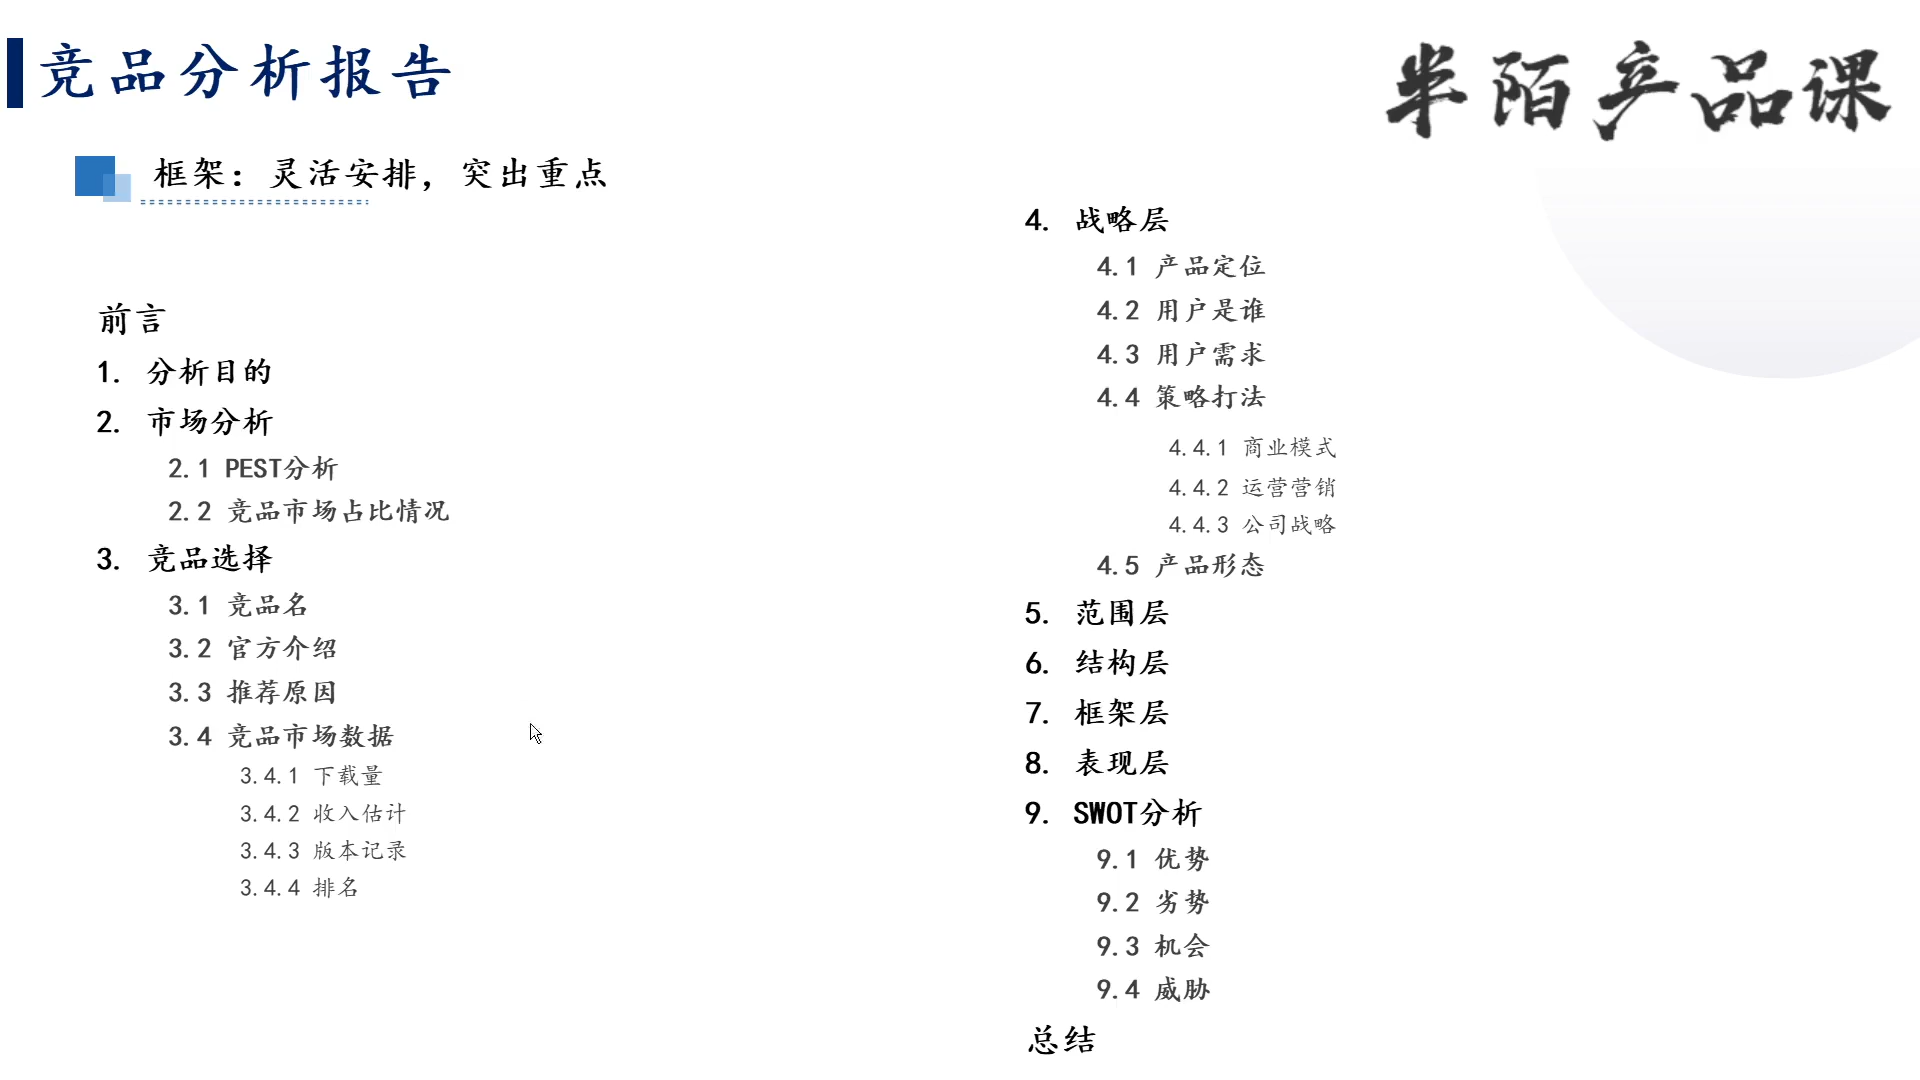 竞品分析报告
半陌产品课
框架：灵活安排，突出重点
前言
1. 分析目的
2. 市场分析
2.1 PEST分析
2.2 竞品市场占比情况
3. 竞品选择
3.1 竞品名
3.2 官方介绍
3.3 推荐原因
3.4 竞品市场数据
3.4.1 下载量
3.4.2 收入估计
3.4.3 版本记录
3.4.4 排名
4. 战略层
4.1 产品定位
4.2 用户是谁
4.3 用户需求
4.4 策略打法
4.4.1 商业模式
4.4.2 运营营销
4.4.3 公司战略
4.5 产品形态
5. 范围层
6. 结构层
7. 框架层
8. 表现层
9. SWOT分析
9.1 优势
9.2 劣势
9.3 机会
9.4 威胁
总结